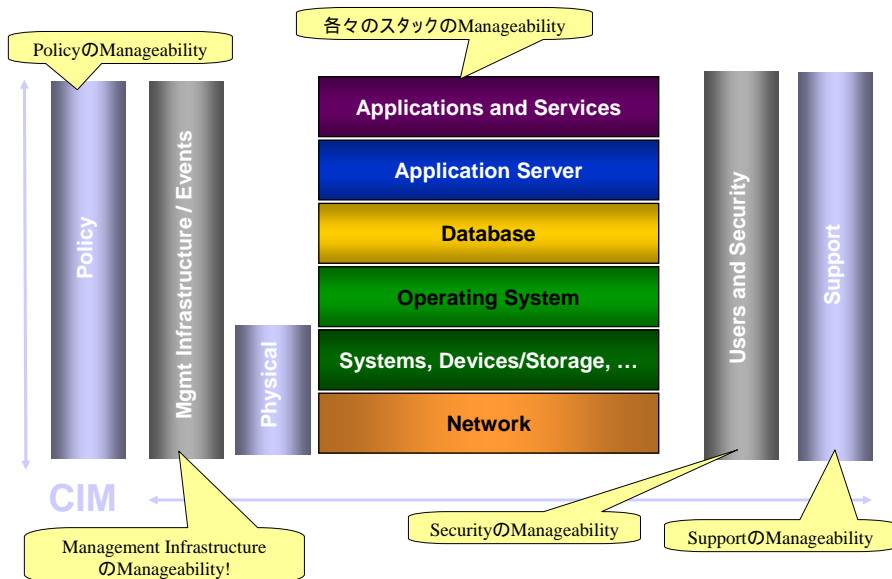 各々のスタックのManageability
PolicyのManageability
Applications and Services
Application Server
Database
Operating System
Systems, Devices/Storage, …
Network
Policy
Mgmt Infrastructure / Events
Physical
Users and Security
Support
CIM
Management Infrastructure
のManageability!
SecurityのManageability
SupportのManageability